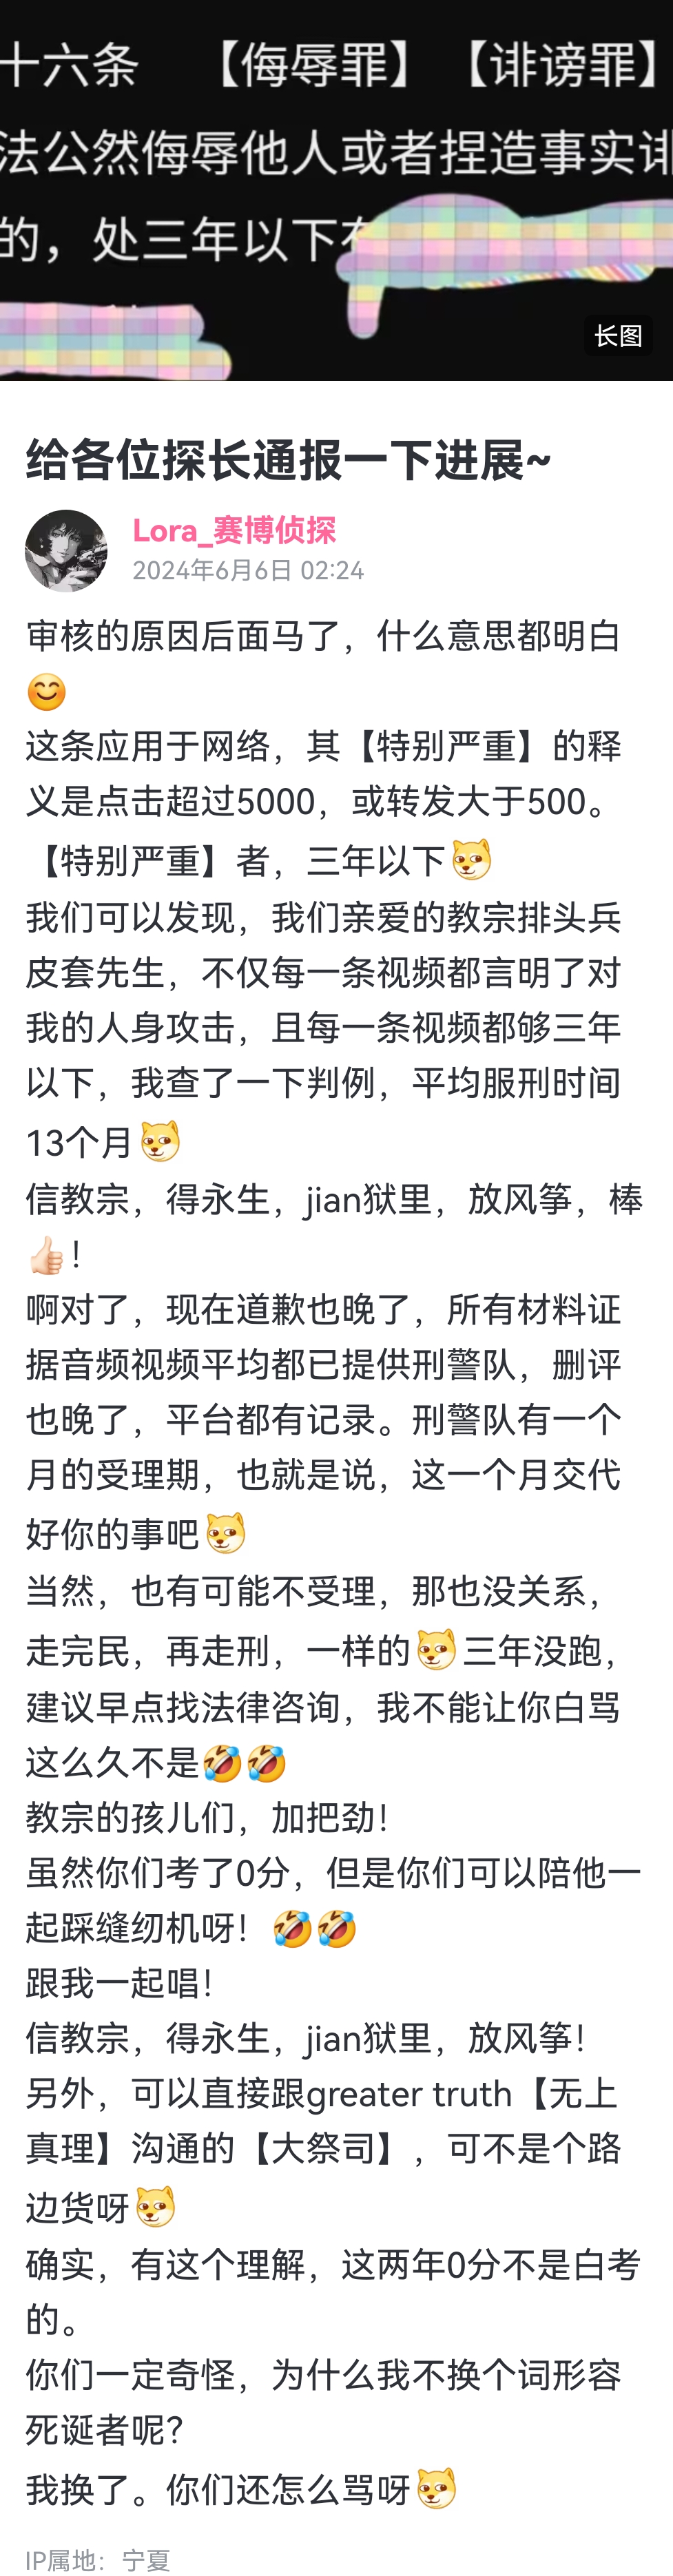 十六条 【侮辱罪】 【诽谤罪】
法公然侮辱他人或者捏造事实诽
的，处三年以下有
长图
给各位探长通报一下进展~
Lora_赛博侦探
2024年6月6日 02:24
审核的原因后面马了，什么意思都明白
😊
这条应用于网络，其【特别严重】的释
义是点击超过5000，或转发大于500。
【特别严重】者，三年以下
我们可以发现，我们亲爱的教宗排头兵
皮套先生，不仅每一条视频都言明了对
我的人身攻击，且每一条视频都够三年
以下，我查了一下判例，平均服刑时间
13个月
信教宗，得永生，jian狱里，放风筝，棒
👍🏻！
啊对了，现在道歉也晚了，所有材料证
据音频视频平均都已提供刑警队，删评
也晚了，平台都有记录。刑警队有一个
月的受理期，也就是说，这一个月交代
好你的事吧
当然，也有可能不受理，那也没关系，
走完民，再走刑，一样的三年没跑，
建议早点找法律咨询，我不能让你白骂
这么久不是🤣🤣
教宗的孩儿们，加把劲！
虽然你们考了0分，但是你们可以陪他一
起踩缝纫机呀！🤣🤣
跟我一起唱！
信教宗，得永生，jian狱里，放风筝！
另外，可以直接跟greater truth【无上
真理】沟通的【大祭司】，可不是个路
边货呀
确实，有这个理解，这两年0分不是白考
的。
你们一定奇怪，为什么我不换个词形容
死诞者呢？
我换了。你们还怎么骂呀
IP属地：宁夏